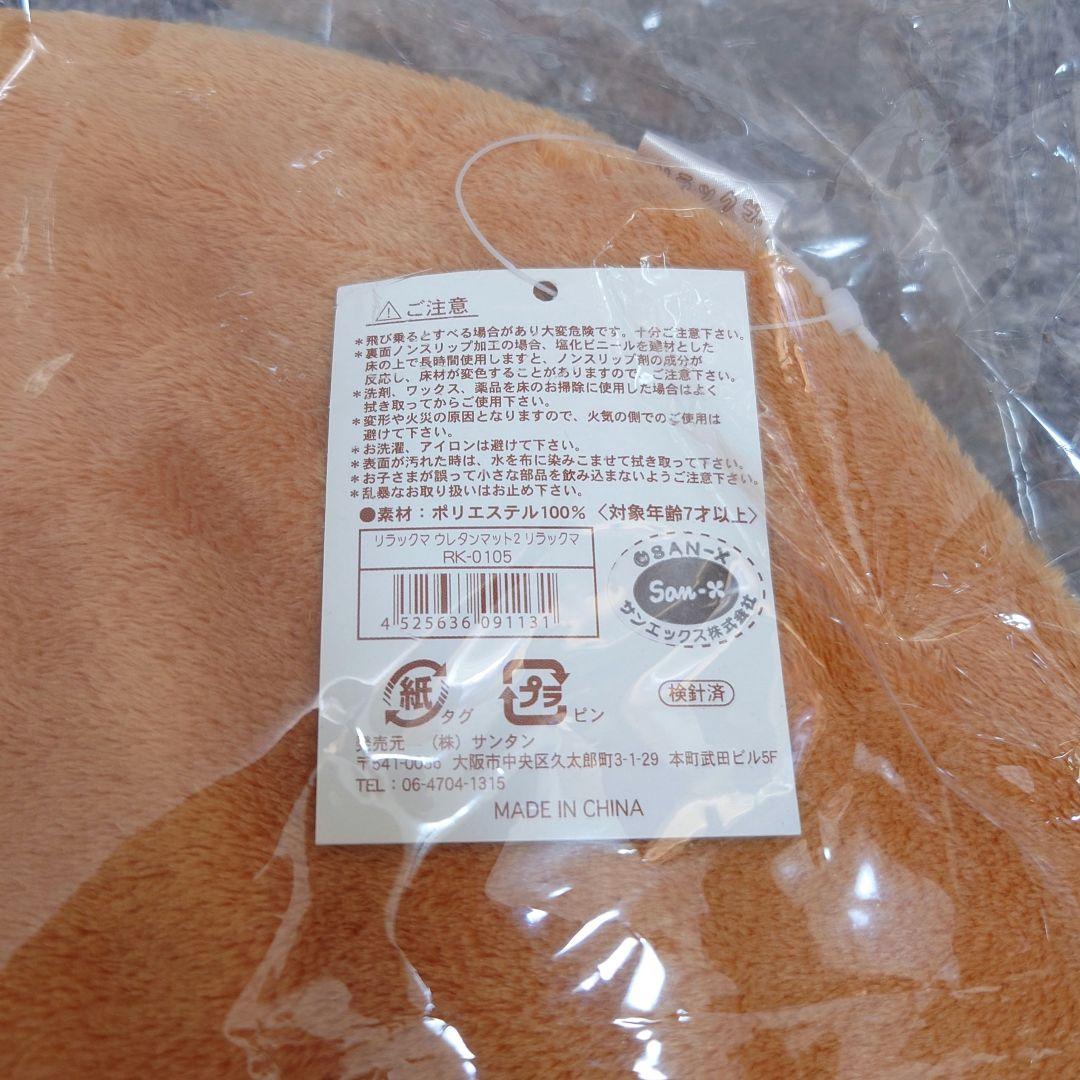 ⚠ ご注意
＊飛び乗るとすべる場合があり大変危険です。十分ご注意下さい。
＊裏面ノンスリップ加工の場合、塩化ビニールを建材とした
床の上で長時間使用しますと、ノンスリップ剤の成分が
反応し、床材が変色することがありますので、ご注意下さい。
＊洗剤、ワックス、薬品を床のお掃除に使用した場合はよく
拭き取ってからご使用下さい。
＊変形や火災の原因となりますので、火気の側でのご使用は
避けて下さい。
＊お洗濯、アイロンは避けて下さい。
＊表面が汚れた時は、水を布に染みこませて拭き取って下さい。
＊お子さまが誤って小さな部品を飲み込まないようご注意下さい。
＊乱暴なお取り扱いはお止め下さい。
●素材：ポリエステル100％〈対象年齢7才以上〉
リラックマ ウレタンマット2 リラックマ
RK-0105
4 525636 091131
©SAN-X
San-X
サンエックス株式会社
紙 タグ
プラ ピン
検針済
発売元 （株）サンタン
〒541-0056 大阪市中央区久太郎町3-1-29 本町武田ビル5F
TEL：06-4704-1315
MADE IN CHINA